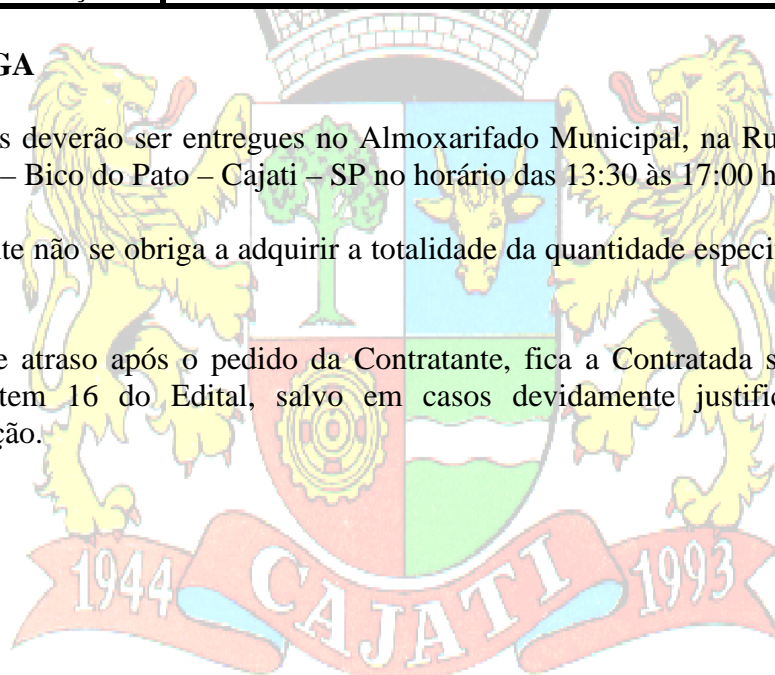 GA
s deverão ser entregues no Almoxarifado Municipal, na Ru
– Bico do Pato – Cajati – SP no horário das 13:30 às 17:00 h
te não se obriga a adquirir a totalidade da quantidade especi
e atraso após o pedido da Contratante, fica a Contratada s
tem 16 do Edital, salvo em casos devidamente justific
ção.
1944 CAJATI 1993